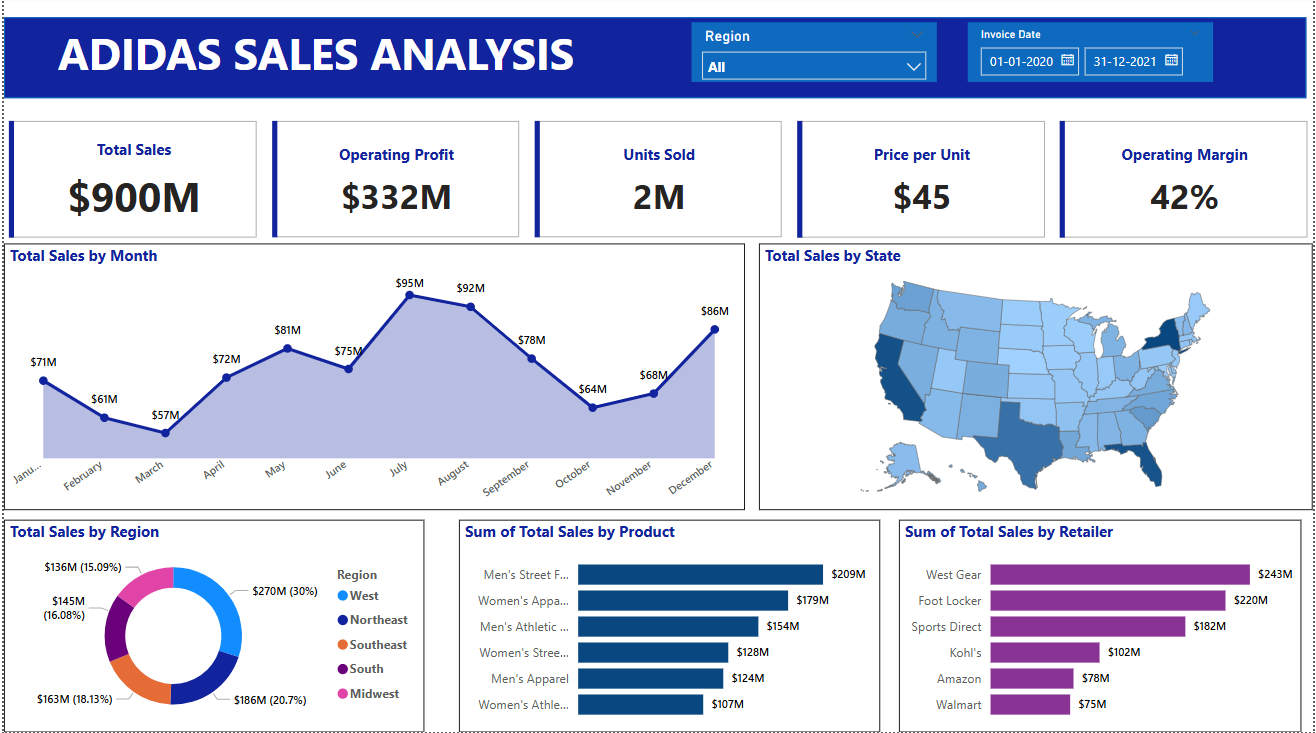 ADIDAS SALES ANALYSIS
Region
All
Invoice Date
01-01-2020 31-12-2021
Total Sales
$900M
Operating Profit
$332M
Units Sold
2M
Price per Unit
$45
Operating Margin
42%
Total Sales by Month
$71M
$61M
$57M
$72M
$81M
$75M
$95M
$92M
$78M
$64M
$68M
$86M
Janu... February March April May June July August September October November December
Total Sales by State
Total Sales by Region
$136M (15.09%)
$145M
(16.08%)
$163M (18.13%)
$270M (30%)
$186M (20.7%)
Region
West
Northeast
Southeast
South
Midwest
Sum of Total Sales by Product
Men's Street F... $209M
Women's Appa... $179M
Men's Athletic ... $154M
Women's Stree... $128M
Men's Apparel $124M
Women's Athle... $107M
Sum of Total Sales by Retailer
West Gear $243M
Foot Locker $220M
Sports Direct $182M
Kohl's $102M
Amazon $78M
Walmart $75M